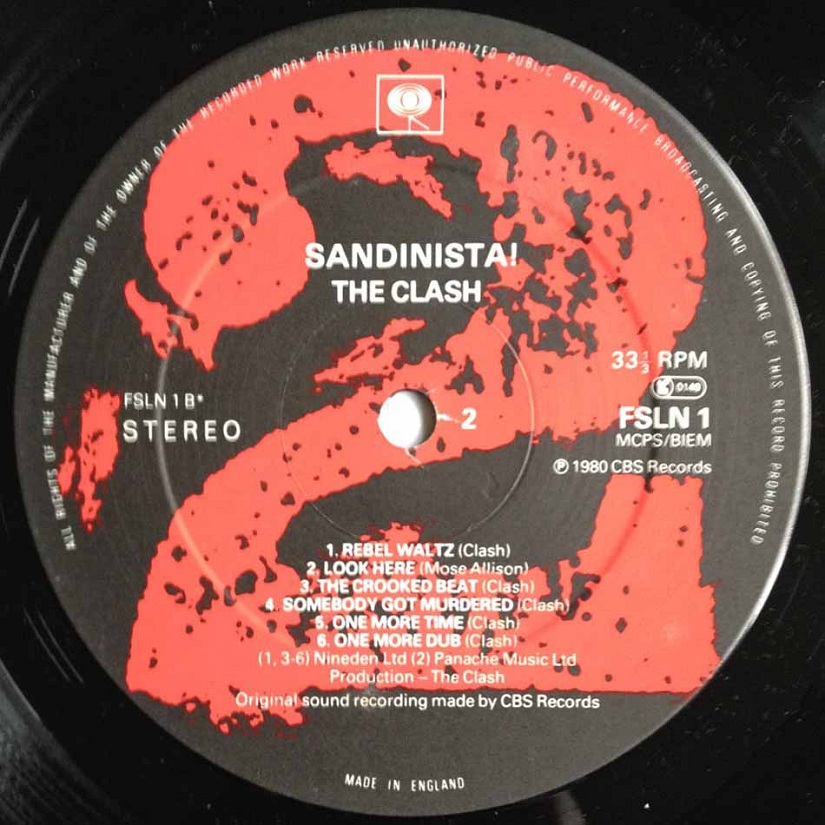 ALL RIGHTS OF THE MANUFACTURER AND OF THE OWNER OF THE RECORDED WORK RESERVED UNAUTHORIZED PUBLIC PERFORMANCE BROADCASTING AND COPYING OF THIS RECORD PROHIBITED
SANDINISTA!
THE CLASH
33⅓ RPM
0149
FSLN 1 B*
STEREO
2
FSLN 1
MCPS/BIEM
℗ 1980 CBS Records
1. REBEL WALTZ (Clash)
2. LOOK HERE (Mose Allison)
3. THE CROOKED BEAT (Clash)
4. SOMEBODY GOT MURDERED (Clash)
5. ONE MORE TIME (Clash)
6. ONE MORE DUB (Clash)
(1, 3-6) Nineden Ltd (2) Panache Music Ltd
Production – The Clash
Original sound recording made by CBS Records
MADE IN ENGLAND